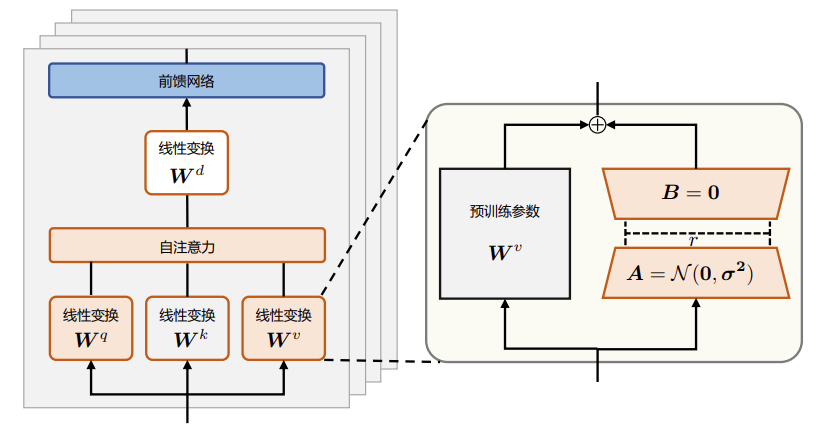 前馈网络
线性变换
W^d
自注意力
线性变换
W^q
线性变换
W^k
线性变换
W^v
预训练参数
W^v
B = 0
r
A = 𝒩(0, σ²)